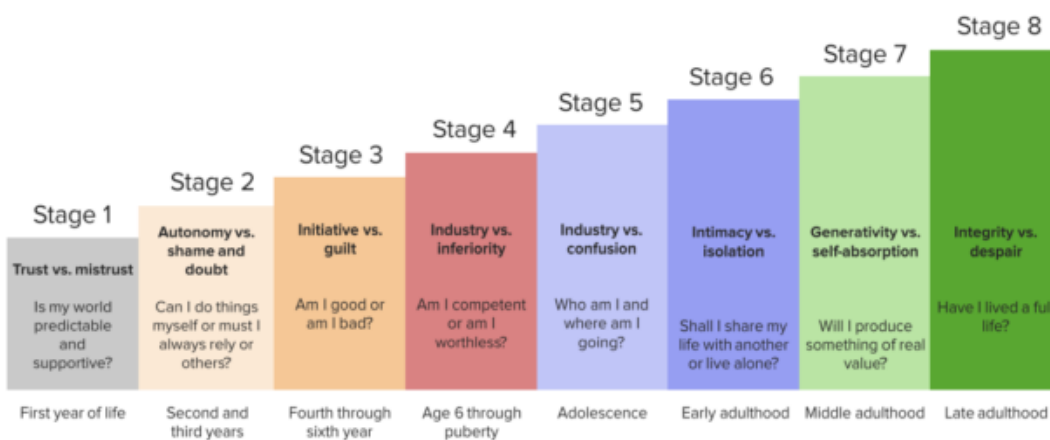 Stage 1
Trust vs. mistrust
Is my world
predictable
and
supportive?
First year of life
Stage 2
Autonomy vs.
shame and
doubt
Can I do things
myself or must I
always rely or
others?
Second and
third years
Stage 3
Initiative vs.
guilt
Am I good or
am I bad?
Fourth through
sixth year
Stage 4
Industry vs.
inferiority
Am I competent
or am I
worthless?
Age 6 through
puberty
Stage 5
Industry vs.
confusion
Who am I and
where am I
going?
Adolescence
Stage 6
Intimacy vs.
isolation
Shall I share my
life with another
or live alone?
Early adulthood
Stage 7
Generativity vs.
self-absorption
Will I produce
something of real
value?
Middle adulthood
Stage 8
Integrity vs.
despair
Have I lived a ful
life?
Late adulthood